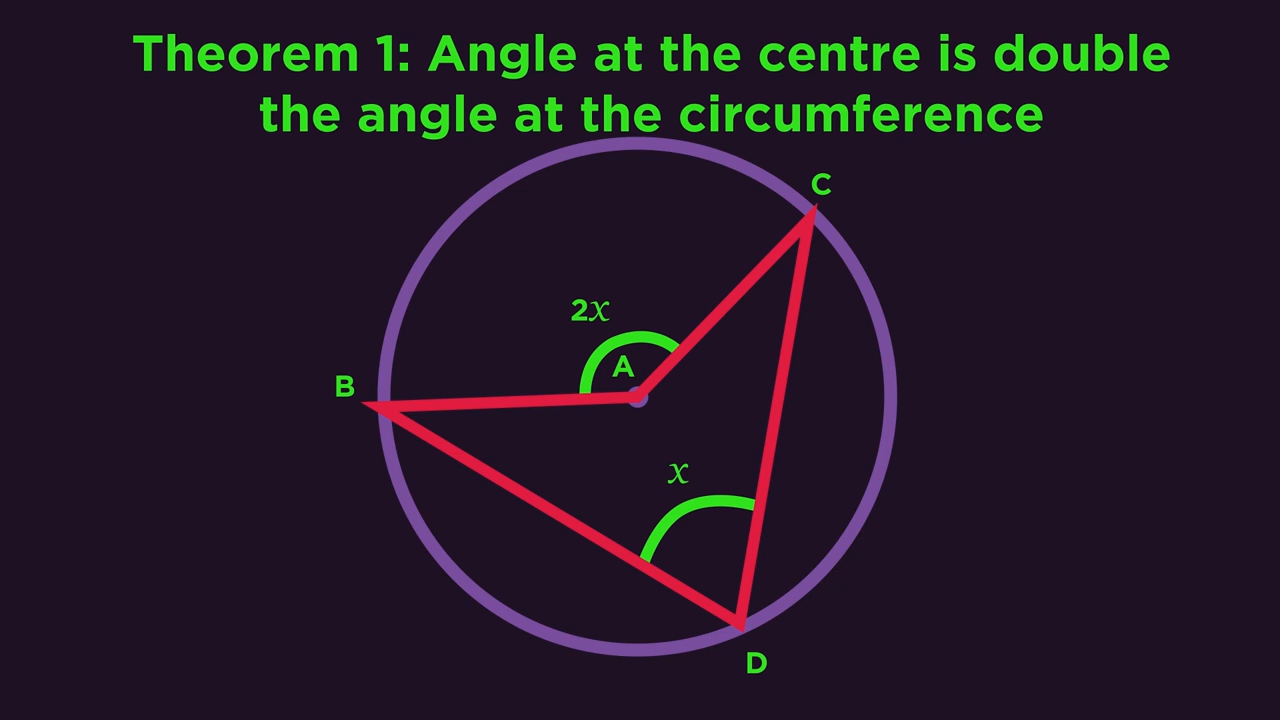 Theorem 1: Angle at the centre is double
the angle at the circumference
C
2x
A
B
x
D